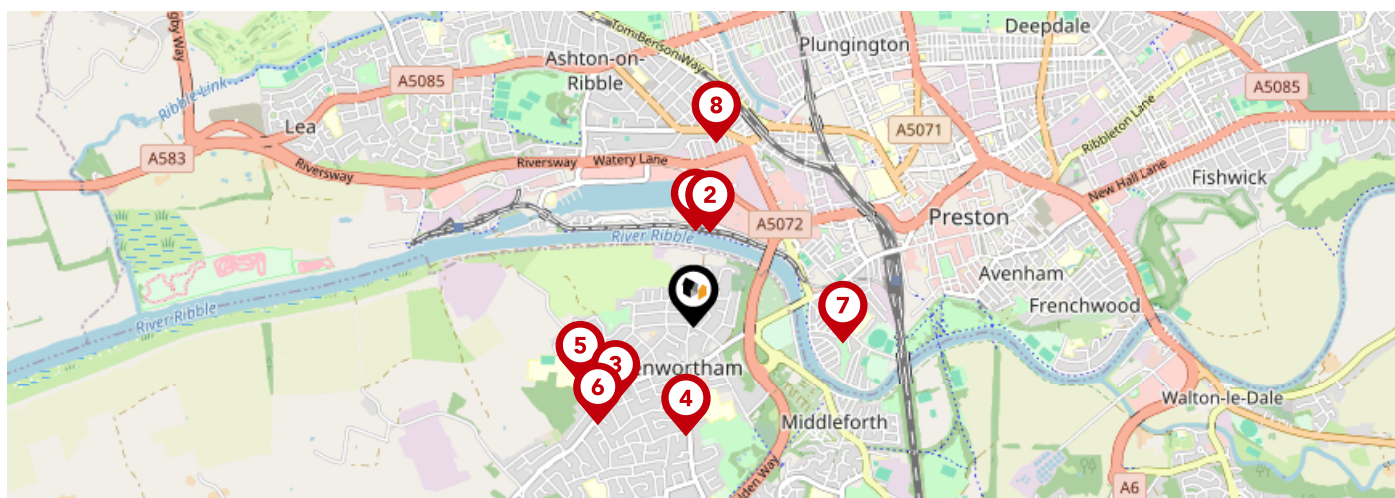 Deepdale
Tom Benson Way
Plungington
Ashton-on-
Ribble
A5085
A5085
Ribble Link
8
A5071
Ribbleton Lane
Lea
A583
Riversway
Riversway
Watery Lane
New Hall Lane
Fishwick
2
A5072
Preston
River Ribble
Avenham
Frenchwood
River Ribble
7
5
3
enwortham
6
4
Walton-le-Dale
Middleforth
A6